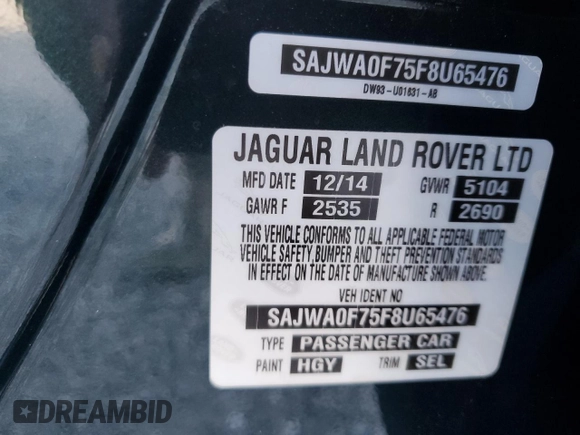 SAJWA0F75F8U65476
DW93-U01631-AB
JAGUAR LAND ROVER LTD
MFD DATE 12/14 GVWR 5104
GAWR F 2535 R 2690
THIS VEHICLE CONFORMS TO ALL APPLICABLE FEDERAL MOTOR
VEHICLE SAFETY, BUMPER AND THEFT PREVENTION STANDARDS
IN EFFECT ON THE DATE OF MANUFACTURE SHOWN ABOVE.
VEH IDENT NO
SAJWA0F75F8U65476
TYPE PASSENGER CAR
PAINT HGY TRIM SEL
DREAMBID